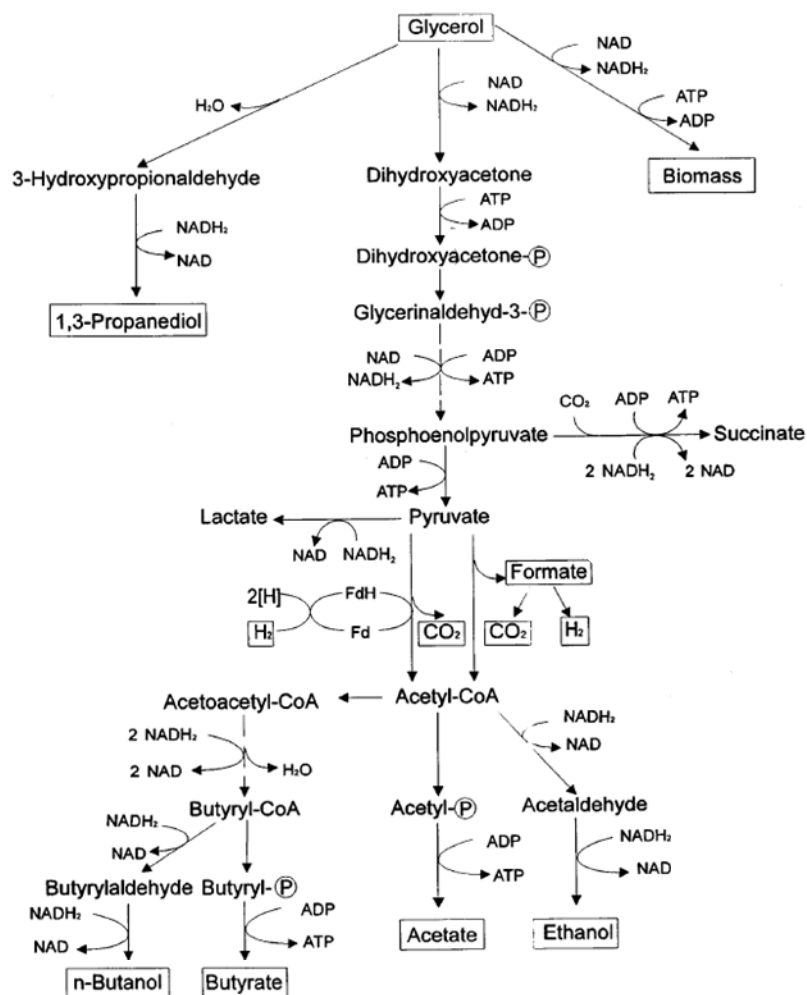 Glycerol
NAD
NADH₂
NAD
NADH₂
H₂O
ATP
ADP
3-Hydroxypropionaldehyde
Dihydroxyacetone
Biomass
ATP
ADP
NADH₂
NAD
Dihydroxyacetone-Ⓟ
1,3-Propanediol
Glycerinaldehyd-3-Ⓟ
NAD
ADP
NADH₂
ATP
CO₂
ADP
ATP
Phosphoenolpyruvate
Succinate
2 NADH₂
2 NAD
ADP
ATP
Lactate
Pyruvate
NAD
NADH₂
Formate
2[H]
FdH
H₂
Fd
CO₂
CO₂
H₂
Acetoacetyl-CoA
Acetyl-CoA
2 NADH₂
2 NAD
H₂O
NADH₂
NAD
Butyryl-CoA
Acetyl-Ⓟ
Acetaldehyde
NADH₂
NAD
ADP
ATP
NADH₂
NAD
Butyrylaldehyde
Butyryl-Ⓟ
NADH₂
NAD
ADP
ATP
Acetate
Ethanol
n-Butanol
Butyrate